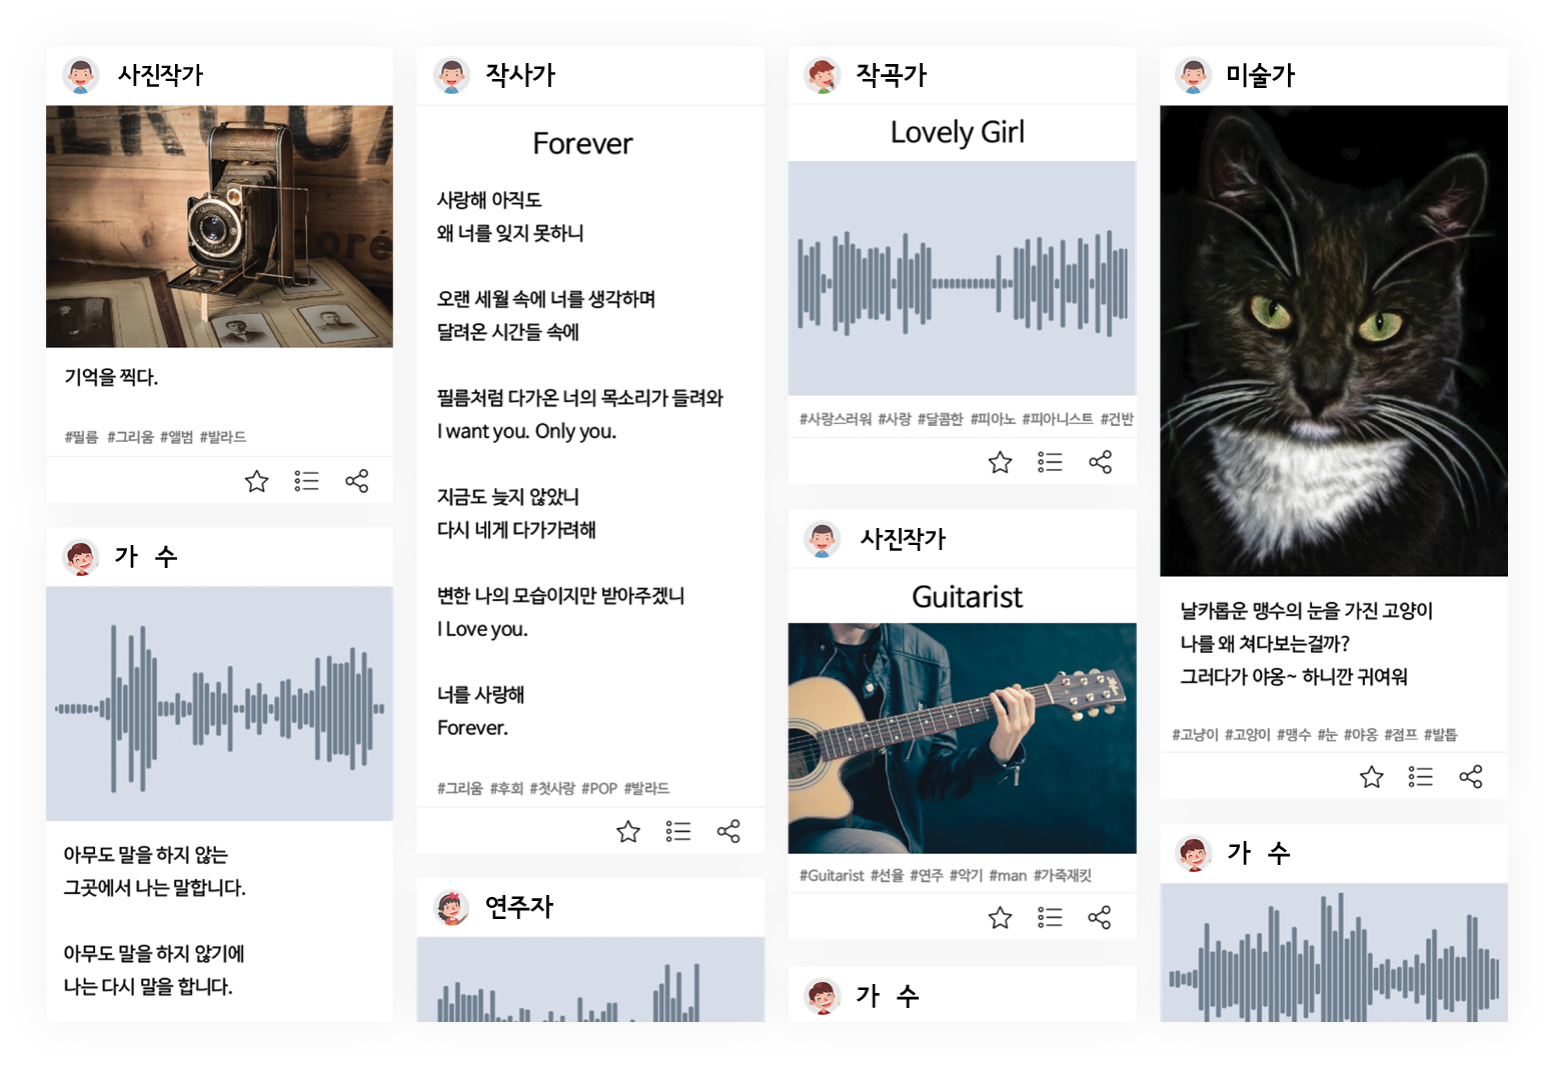 사진작가
기억을 찍다.
#필름 #그리움 #앨범 #발라드
가 수
아무도 말을 하지 않는
그곳에서 나는 말합니다.
아무도 말을 하지 않기에
나는 다시 말을 합니다.
작사가
Forever
사랑해 아직도
왜 너를 잊지 못하니
오랜 세월 속에 너를 생각하며
달려온 시간들 속에
필름처럼 다가온 너의 목소리가 들려와
I want you. Only you.
지금도 늦지 않았니
다시 네게 다가가려해
변한 나의 모습이지만 받아주겠니
I Love you.
너를 사랑해
Forever.
#그리움 #후회 #첫사랑 #POP #발라드
연주자
작곡가
Lovely Girl
#사랑스러워 #사랑 #달콤한 #피아노 #피아니스트 #건반
사진작가
Guitarist
#Guitarist #선율 #연주 #악기 #man #가죽재킷
가 수
미술가
날카롭운 맹수의 눈을 가진 고양이
나를 왜 쳐다보는걸까?
그러다가 야옹~ 하니깐 귀여워
#고냥이 #고양이 #맹수 #눈 #야옹 #점프 #발톱
가 수